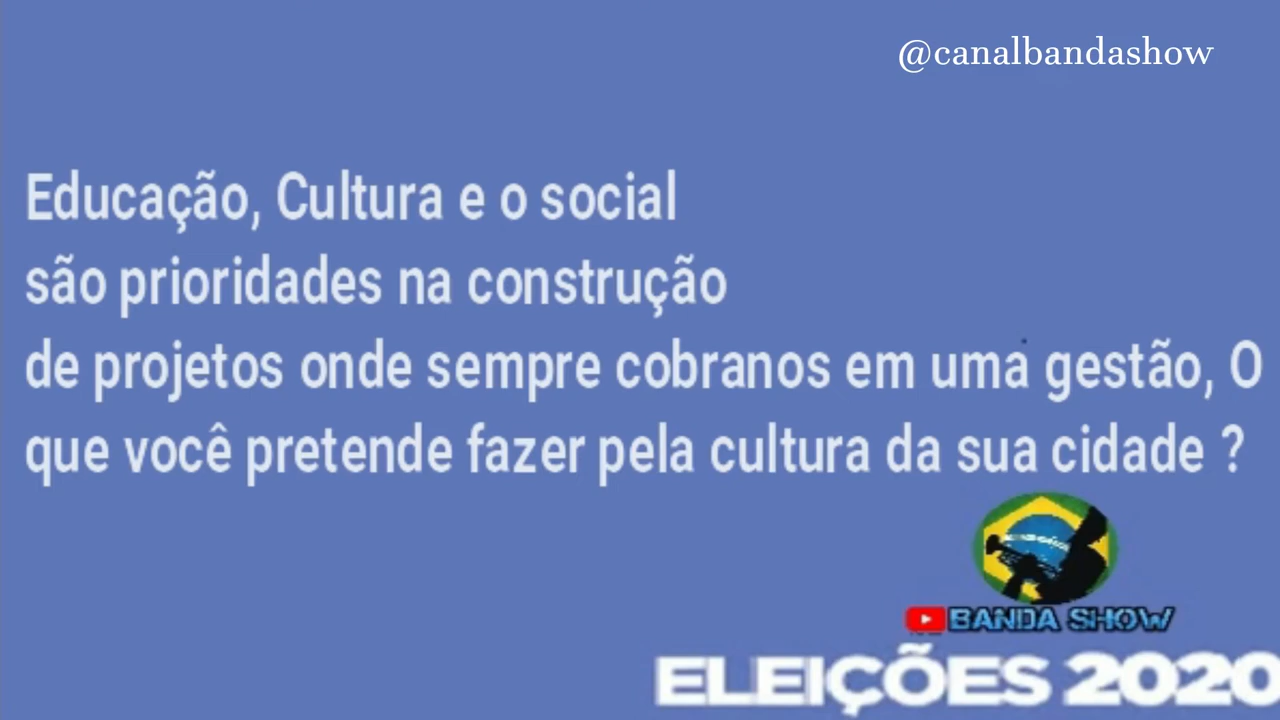 @canalbandashow
Educação, Cultura e o social
são prioridades na construção
de projetos onde sempre cobranos em uma gestão, O
que você pretende fazer pela cultura da sua cidade ?
BANDA SHOW
ELEIÇÕES 2020